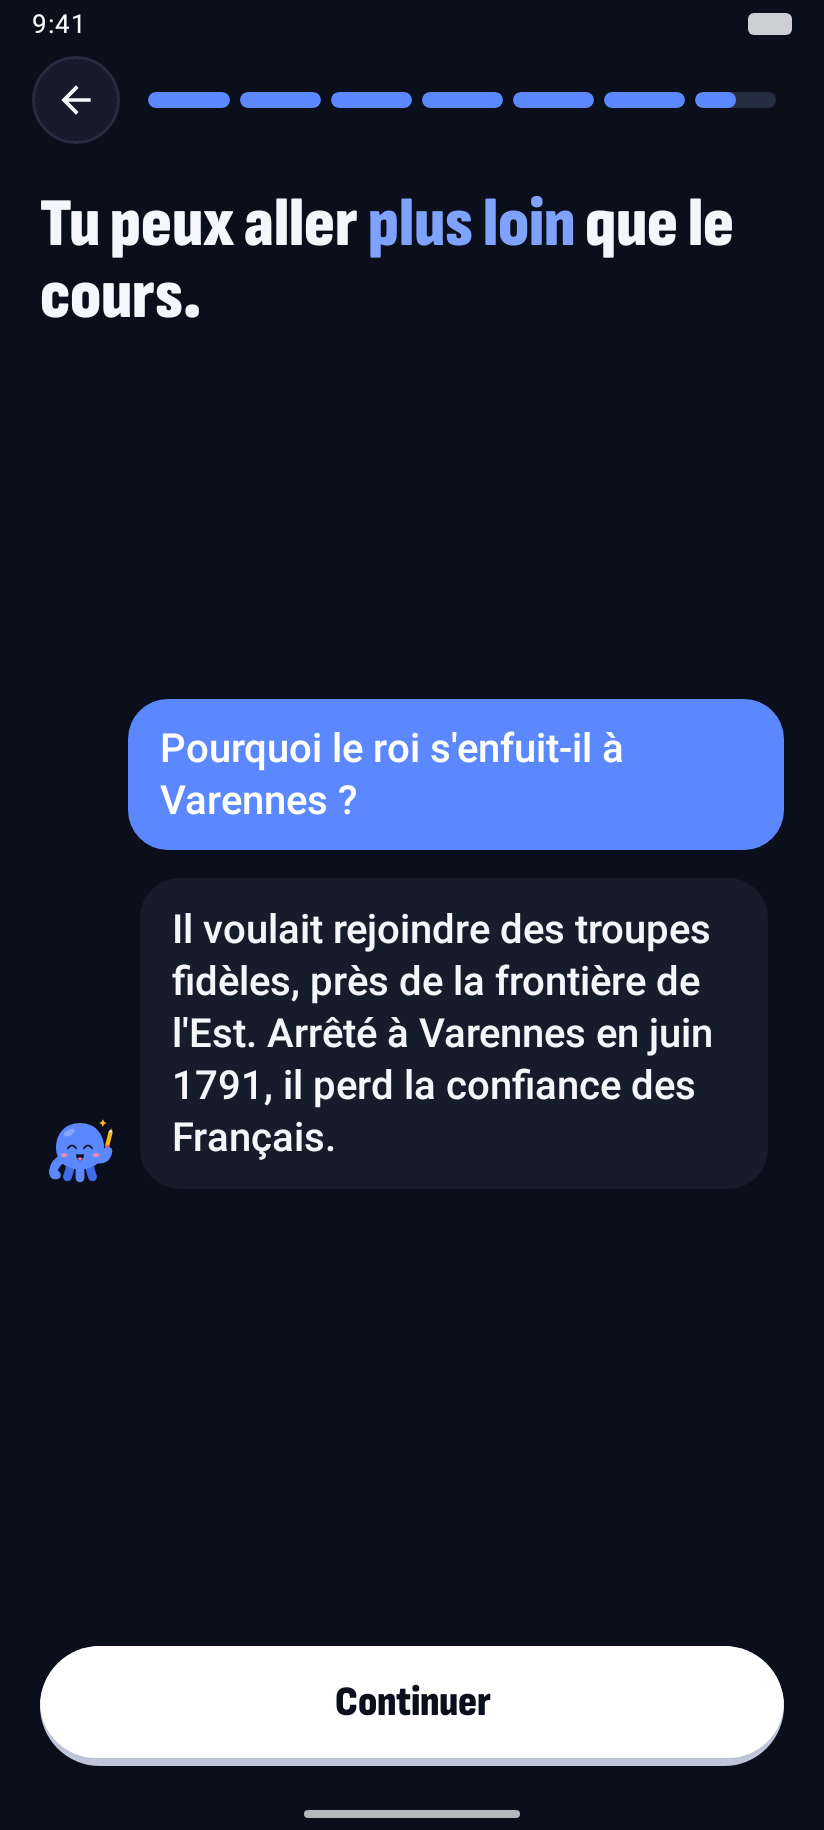 9:41
Tu peux aller plus loin que le
cours.
Pourquoi le roi s'enfuit-il à
Varennes ?
Il voulait rejoindre des troupes
fidèles, près de la frontière de
l'Est. Arrêté à Varennes en juin
1791, il perd la confiance des
Français.
Continuer